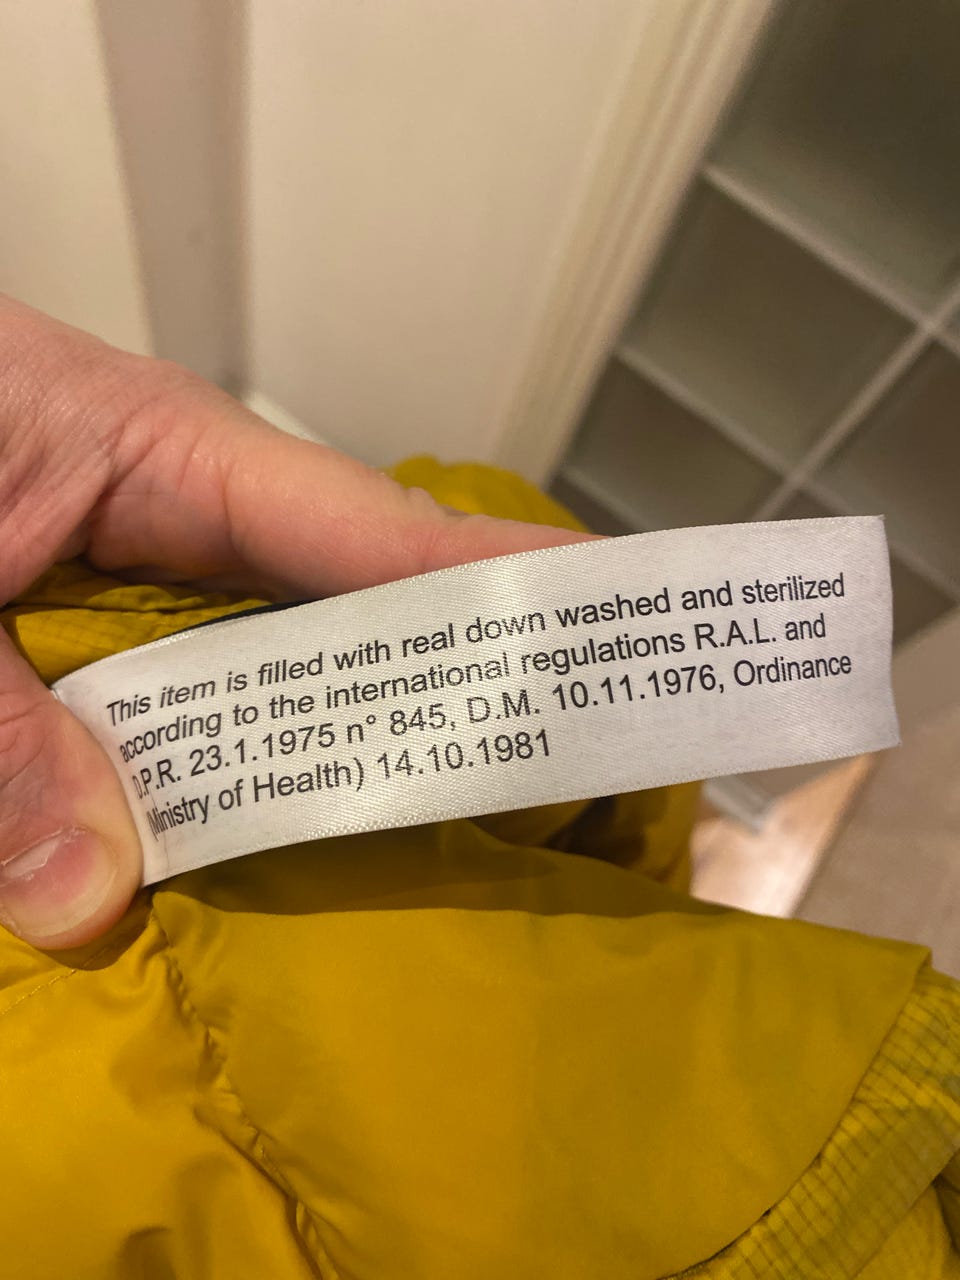 This item is filled with real down washed and sterilized
according to the international regulations R.A.L. and
D.P.R. 23.1.1975 n° 845, D.M. 10.11.1976, Ordinance
(Ministry of Health) 14.10.1981